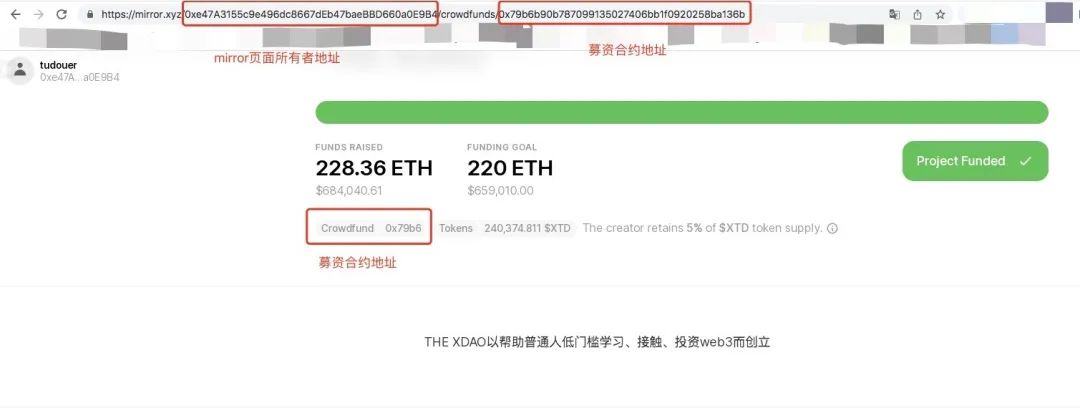 https://mirror.xyz/0xe47A3155c9e496dc8667dEb47baeBBD660a0E9B4/crowdfunds/0x79b6b90b787099135027406bb1f0920258ba136b
mirror页面所有者地址
募资合约地址
tudouer
0xe47A...a0E9B4
FUNDS RAISED
FUNDING GOAL
228.36 ETH
220 ETH
Project Funded
$684,040.61
$659,010.00
Crowdfund 0x79b6 Tokens 240,374.811 $XTD The creator retains 5% of $XTD token supply.
募资合约地址
THE XDAO以帮助普通人低门槛学习、接触、投资web3而创立